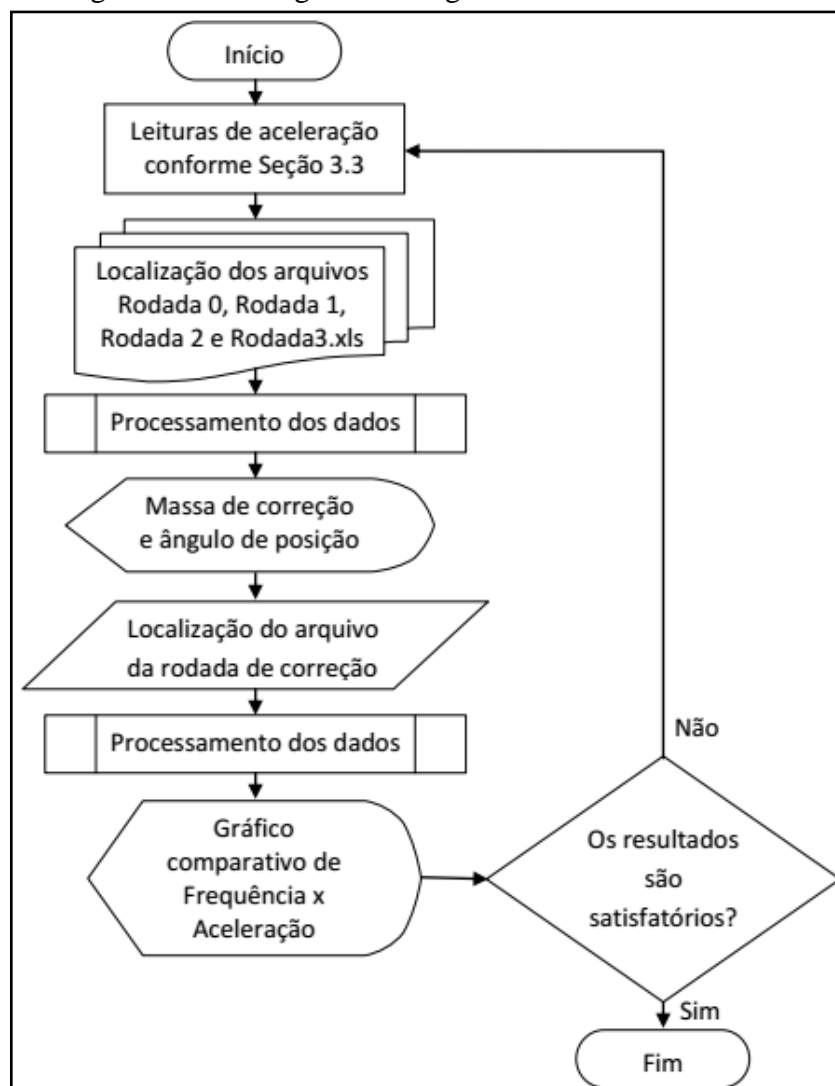 Início
Leituras de aceleração
conforme Seção 3.3
Localização dos arquivos
Rodada 0, Rodada 1,
Rodada 2 e Rodada3.xls
Processamento dos dados
Massa de correção
e ângulo de posição
Localização do arquivo
da rodada de correção
Processamento dos dados
Gráfico
comparativo de
Frequência x
Aceleração
Os resultados
são
satisfatórios?
Não
Sim
Fim